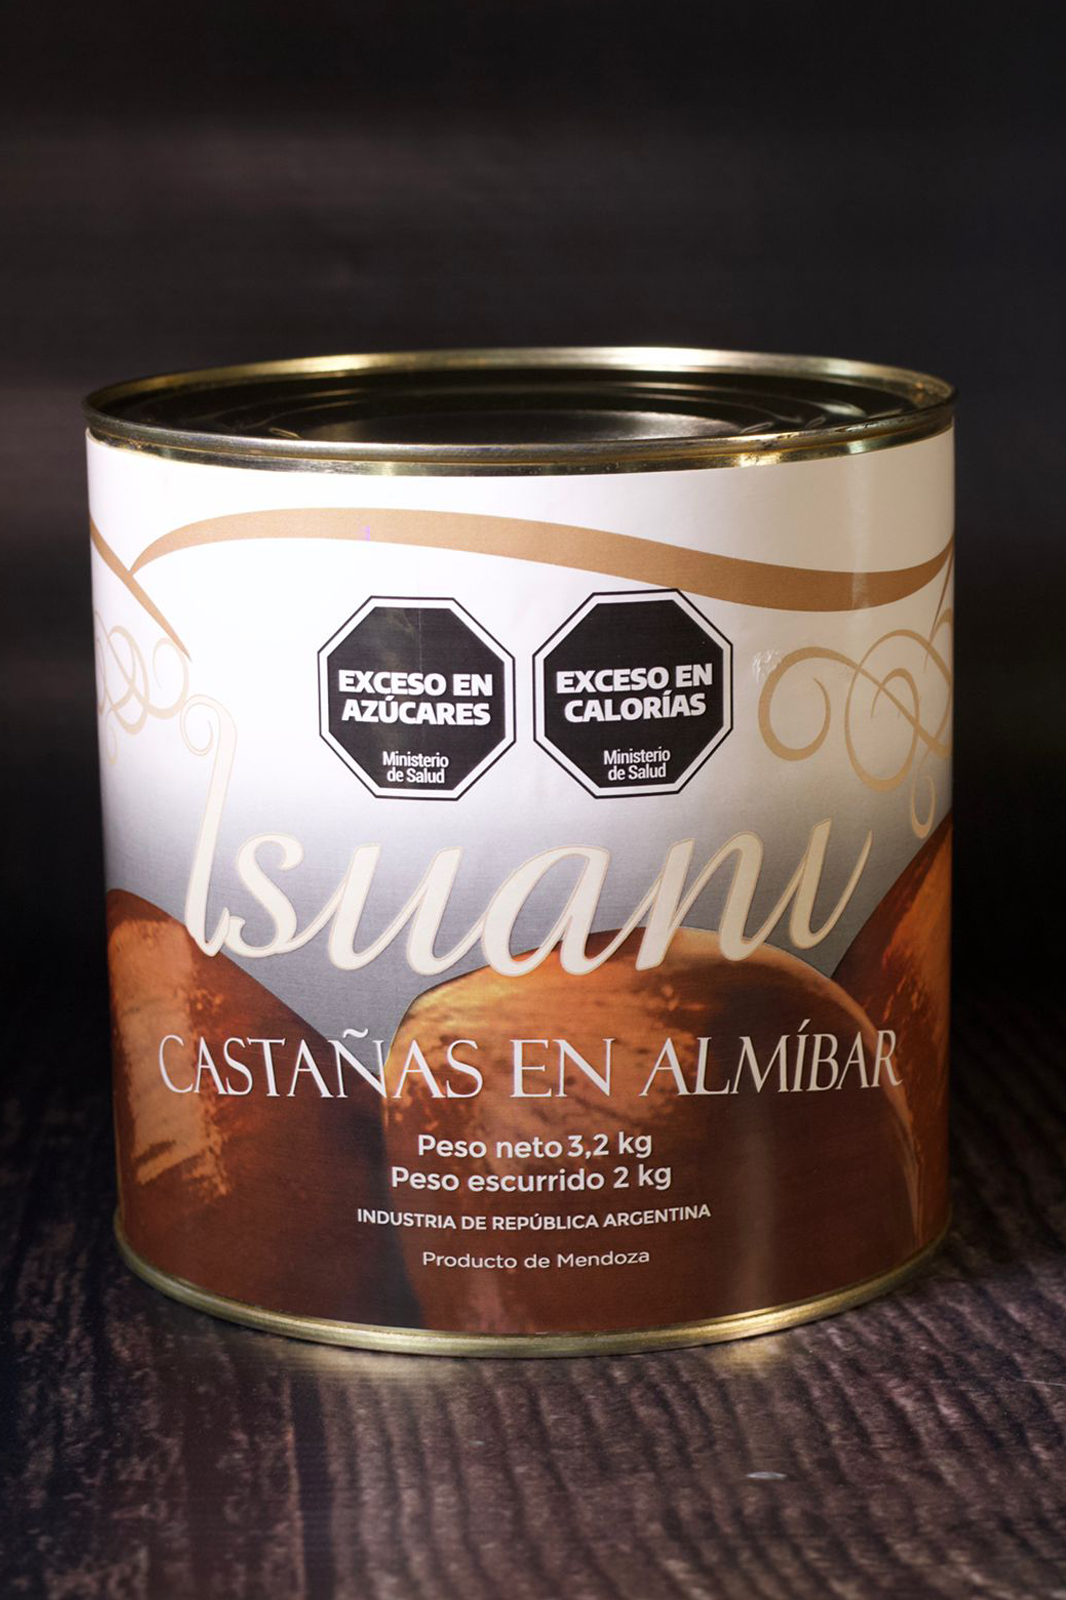 EXCESO EN
AZÚCARES
Ministerio
de Salud
EXCESO EN
CALORÍAS
Ministerio
de Salud
Isuani
CASTAÑAS EN ALMÍBAR
Peso neto 3,2 kg
Peso escurrido 2 kg
INDUSTRIA DE REPÚBLICA ARGENTINA
Producto de Mendoza